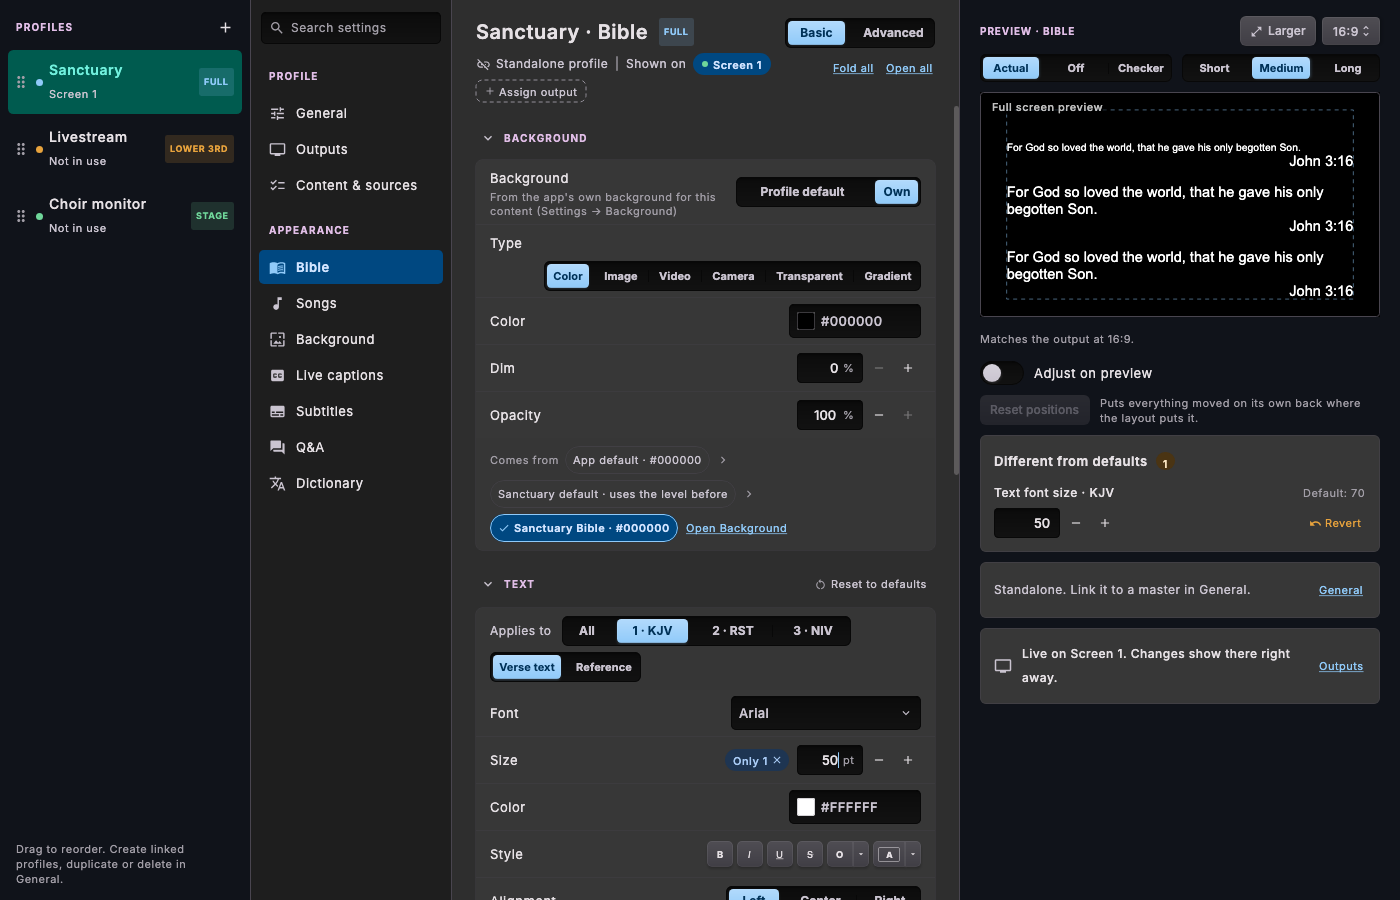 PROFILES
Sanctuary
Screen 1
FULL
Livestream
Not in use
LOWER 3RD
Choir monitor
Not in use
STAGE
Drag to reorder. Create linked
profiles, duplicate or delete in
General.
Search settings
PROFILE
General
Outputs
Content & sources
APPEARANCE
Bible
Songs
Background
Live captions
Subtitles
Q&A
Dictionary
Sanctuary · Bible FULL
Basic Advanced
Standalone profile | Shown on Screen 1
Fold all Open all
+ Assign output
BACKGROUND
Background
From the app's own background for this
content (Settings → Background)
Profile default Own
Type
Color Image Video Camera Transparent Gradient
Color #000000
Dim 0 % − +
Opacity 100 % − +
Comes from App default · #000000
Sanctuary default · uses the level before
Sanctuary Bible · #000000 Open Background
TEXT Reset to defaults
Applies to All 1 · KJV 2 · RST 3 · NIV
Verse text Reference
Font Arial
Size Only 1 × 50 pt − +
Color #FFFFFF
Style B I U S O A
Alignment Left Center Right
PREVIEW · BIBLE
Larger 16:9
Actual Off Checker Short Medium Long
Full screen preview
For God so loved the world, that he gave his only begotten Son.
John 3:16
For God so loved the world, that he gave his only
begotten Son.
John 3:16
For God so loved the world, that he gave his only
begotten Son.
John 3:16
Matches the output at 16:9.
Adjust on preview
Reset positions
Puts everything moved on its own back where
the layout puts it.
Different from defaults 1
Text font size · KJV Default: 70
50 − + Revert
Standalone. Link it to a master in General. General
Live on Screen 1. Changes show there right
away.
Outputs